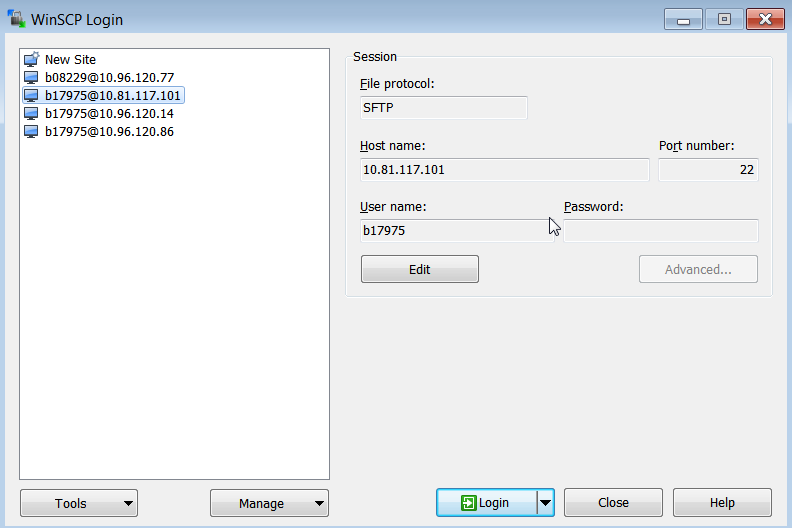 WinSCP Login
New Site
b08229@10.96.120.77
b17975@10.81.117.101
b17975@10.96.120.14
b17975@10.96.120.86
Session
File protocol:
SFTP
Host name:
Port number:
10.81.117.101
22
User name:
Password:
b17975
Edit
Advanced...
Tools
Manage
Login
Close
Help